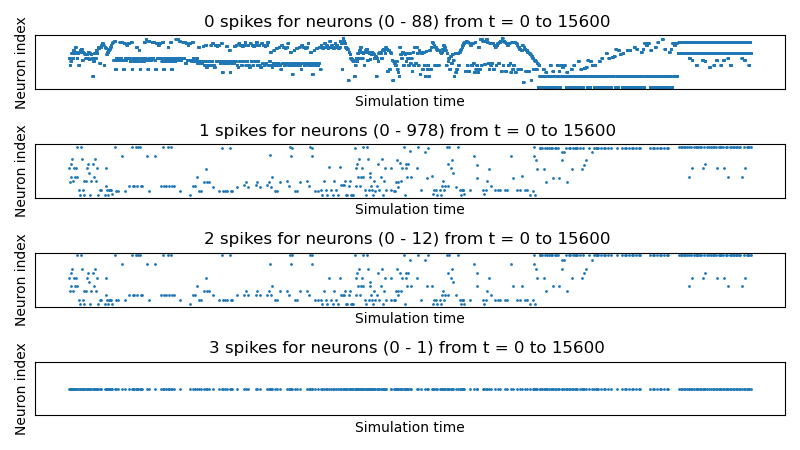 0 spikes for neurons (0 - 88) from t = 0 to 15600
Neuron index
Simulation time
1 spikes for neurons (0 - 978) from t = 0 to 15600
Neuron index
Simulation time
2 spikes for neurons (0 - 12) from t = 0 to 15600
Neuron index
Simulation time
3 spikes for neurons (0 - 1) from t = 0 to 15600
Neuron index
Simulation time